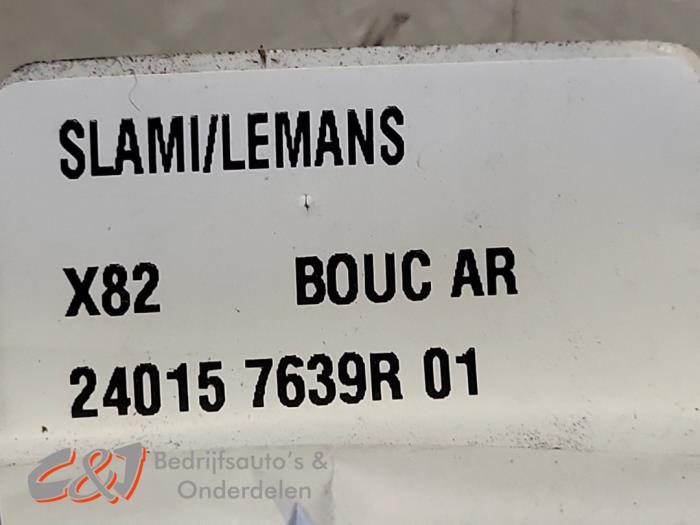 SLAMI/LEMANS
X82 BOUC AR
24015 7639R 01
C&J Bedrijfsauto's &
Onderdelen